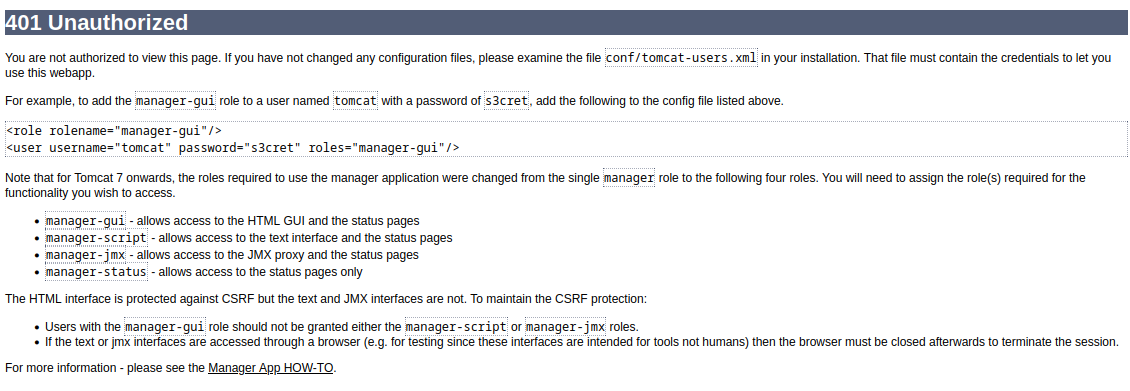 401 Unauthorized
You are not authorized to view this page. If you have not changed any configuration files, please examine the file conf/tomcat-users.xml in your installation. That file must contain the credentials to let you
use this webapp.
For example, to add the manager-gui role to a user named tomcat with a password of s3cret, add the following to the config file listed above.
<role rolename="manager-gui"/>
<user username="tomcat" password="s3cret" roles="manager-gui"/>
Note that for Tomcat 7 onwards, the roles required to use the manager application were changed from the single manager role to the following four roles. You will need to assign the role(s) required for the
functionality you wish to access.
• manager-gui - allows access to the HTML GUI and the status pages
• manager-script - allows access to the text interface and the status pages
• manager-jmx - allows access to the JMX proxy and the status pages
• manager-status - allows access to the status pages only
The HTML interface is protected against CSRF but the text and JMX interfaces are not. To maintain the CSRF protection:
• Users with the manager-gui role should not be granted either the manager-script or manager-jmx roles.
• If the text or jmx interfaces are accessed through a browser (e.g. for testing since these interfaces are intended for tools not humans) then the browser must be closed afterwards to terminate the session.
For more information - please see the Manager App HOW-TO.